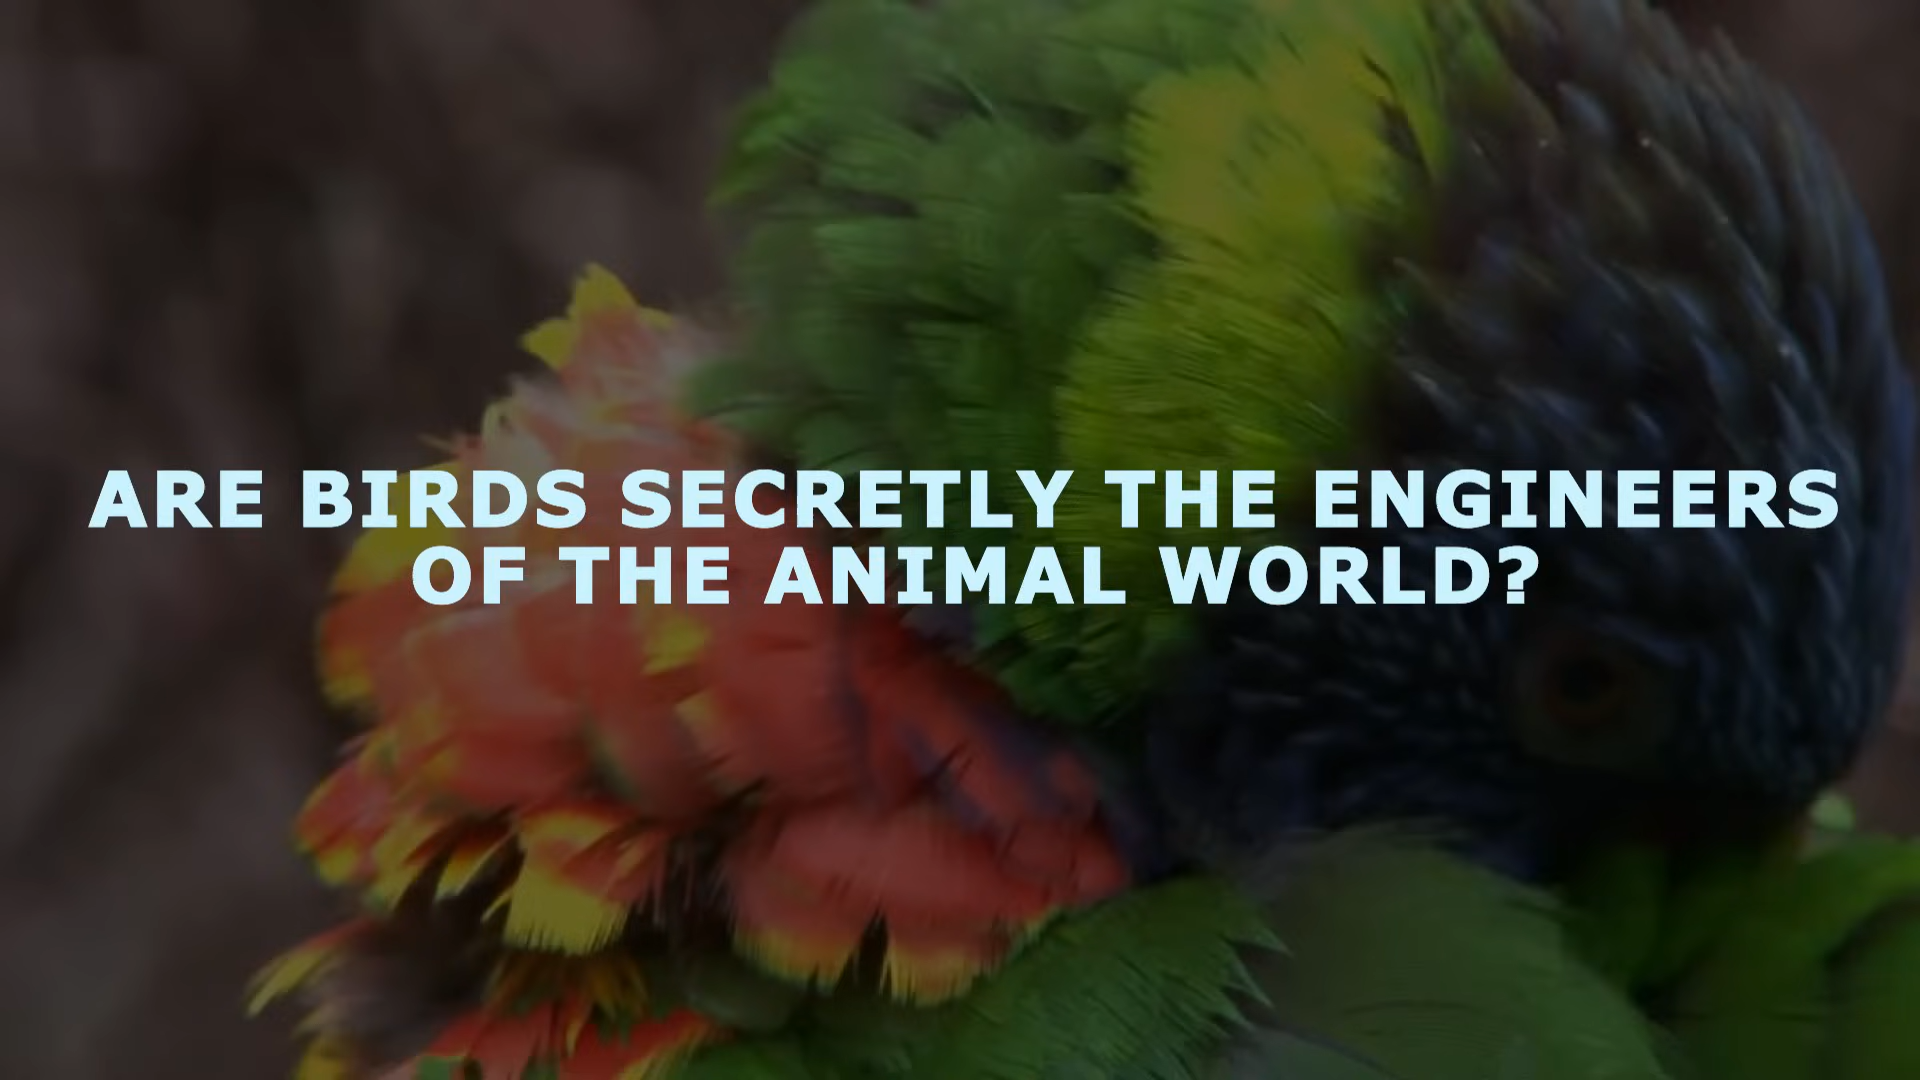 ARE BIRDS SECRETLY THE ENGINEERS
OF THE ANIMAL WORLD?